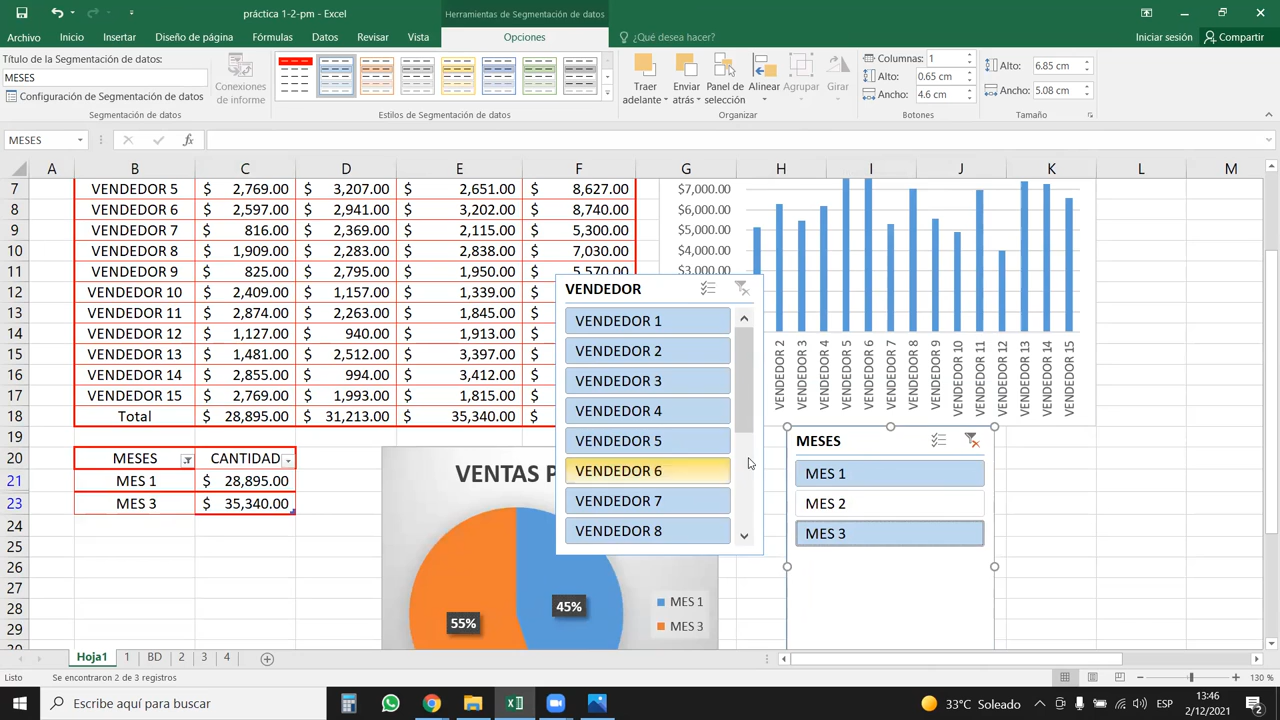 práctica 1-2-pm - Excel
Herramientas de Segmentación de datos
Archivo Inicio Insertar Diseño de página Fórmulas Datos Revisar Vista Opciones ¿Qué desea hacer? Iniciar sesión Compartir
Título de la Segmentación de datos:
MESES
Configuración de Segmentación de datos
Segmentación de datos
Conexiones de informe
Estilos de Segmentación de datos
Traer adelante
Enviar atrás
Panel de selección
Alinear
Agrupar
Girar
Organizar
Columnas: 1
Alto: 0.65 cm
Ancho: 4.6 cm
Botones
Alto: 6.85 cm
Ancho: 5.08 cm
Tamaño
MESES
fx
A B C D E F G H I J K L M
7 VENDEDOR 5 $ 2,769.00 $ 3,207.00 $ 2,651.00 $ 8,627.00
8 VENDEDOR 6 $ 2,597.00 $ 2,941.00 $ 3,202.00 $ 8,740.00
9 VENDEDOR 7 $ 816.00 $ 2,369.00 $ 2,115.00 $ 5,300.00
10 VENDEDOR 8 $ 1,909.00 $ 2,283.00 $ 2,838.00 $ 7,030.00
11 VENDEDOR 9 $ 825.00 $ 2,795.00 $ 1,950.00 $ 5,570.00
12 VENDEDOR 10 $ 2,409.00 $ 1,157.00 $ 1,339.00 $
13 VENDEDOR 11 $ 2,874.00 $ 2,263.00 $ 1,845.00 $
14 VENDEDOR 12 $ 1,127.00 $ 940.00 $ 1,913.00 $
15 VENDEDOR 13 $ 1,481.00 $ 2,512.00 $ 3,397.00 $
16 VENDEDOR 14 $ 2,855.00 $ 994.00 $ 3,412.00 $
17 VENDEDOR 15 $ 2,769.00 $ 1,993.00 $ 1,815.00 $
18 Total $ 28,895.00 $ 31,213.00 $ 35,340.00 $
19
20 MESES CANTIDAD
21 MES 1 $ 28,895.00
23 MES 3 $ 35,340.00
24
25
26
27
28
29
$7,000.00
$6,000.00
$5,000.00
$4,000.00
$3,000.00
VENDEDOR 2
VENDEDOR 3
VENDEDOR 4
VENDEDOR 5
VENDEDOR 6
VENDEDOR 7
VENDEDOR 8
VENDEDOR 9
VENDEDOR 10
VENDEDOR 11
VENDEDOR 12
VENDEDOR 13
VENDEDOR 14
VENDEDOR 15
VENDEDOR
VENDEDOR 1
VENDEDOR 2
VENDEDOR 3
VENDEDOR 4
VENDEDOR 5
VENDEDOR 6
VENDEDOR 7
VENDEDOR 8
MESES
MES 1
MES 2
MES 3
VENTAS P
45%
55%
MES 1
MES 3
Hoja1 1 BD 2 3 4
Listo Se encontraron 2 de 3 registros 130 %
Escribe aquí para buscar
33°C Soleado
ESP
13:46
2/12/2021